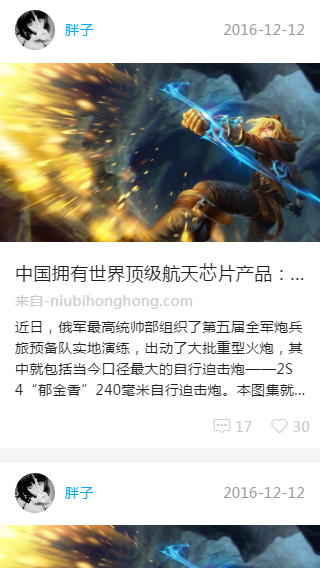 胖子
2016-12-12
中国拥有世界顶级航天芯片产品：...
来自-niubihonghong.com
近日，俄军最高统帅部组织了第五届全军炮兵
旅预备队实地演练，出动了大批重型火炮，其
中就包括当今口径最大的自行迫击炮——2S
4“郁金香”240毫米自行迫击炮。本图集就...
17
30
胖子
2016-12-12